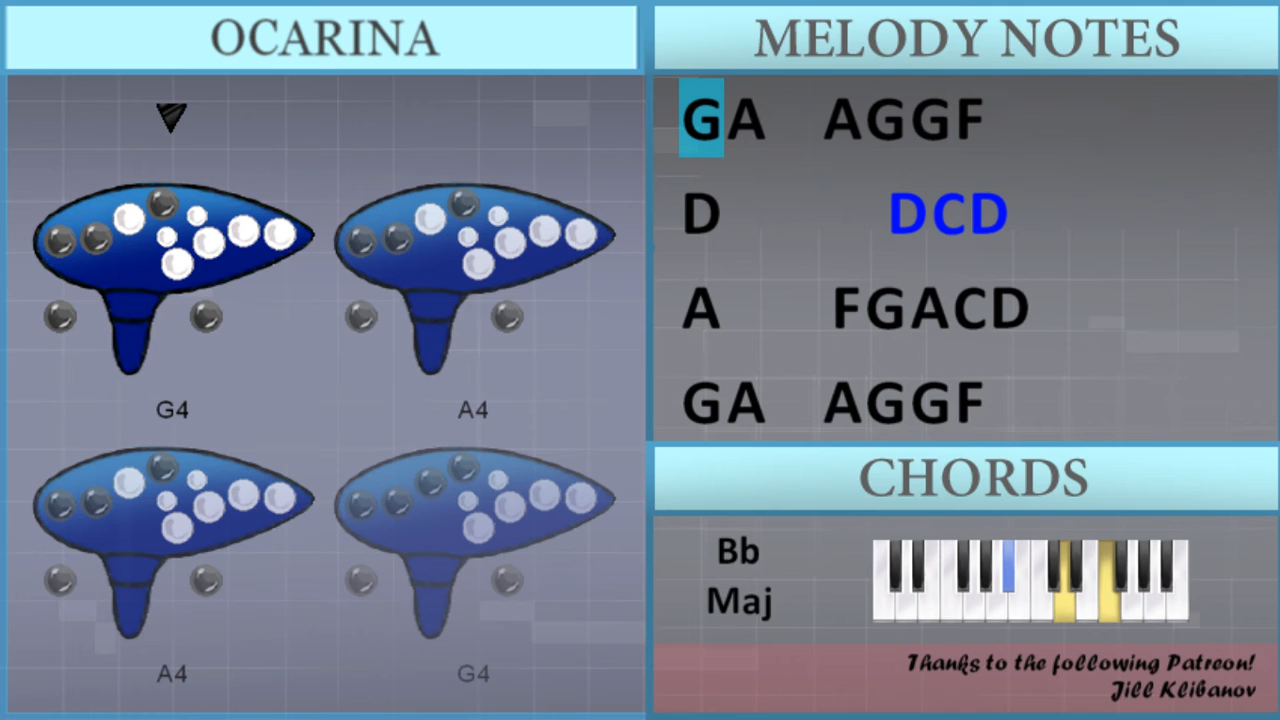 OCARINA
G4 A4
A4 G4
MELODY NOTES
GA AGGF
D DCD
A FGACD
GA AGGF
CHORDS
Bb
Maj
Thanks to the following Patreon!
Jill Klibanov